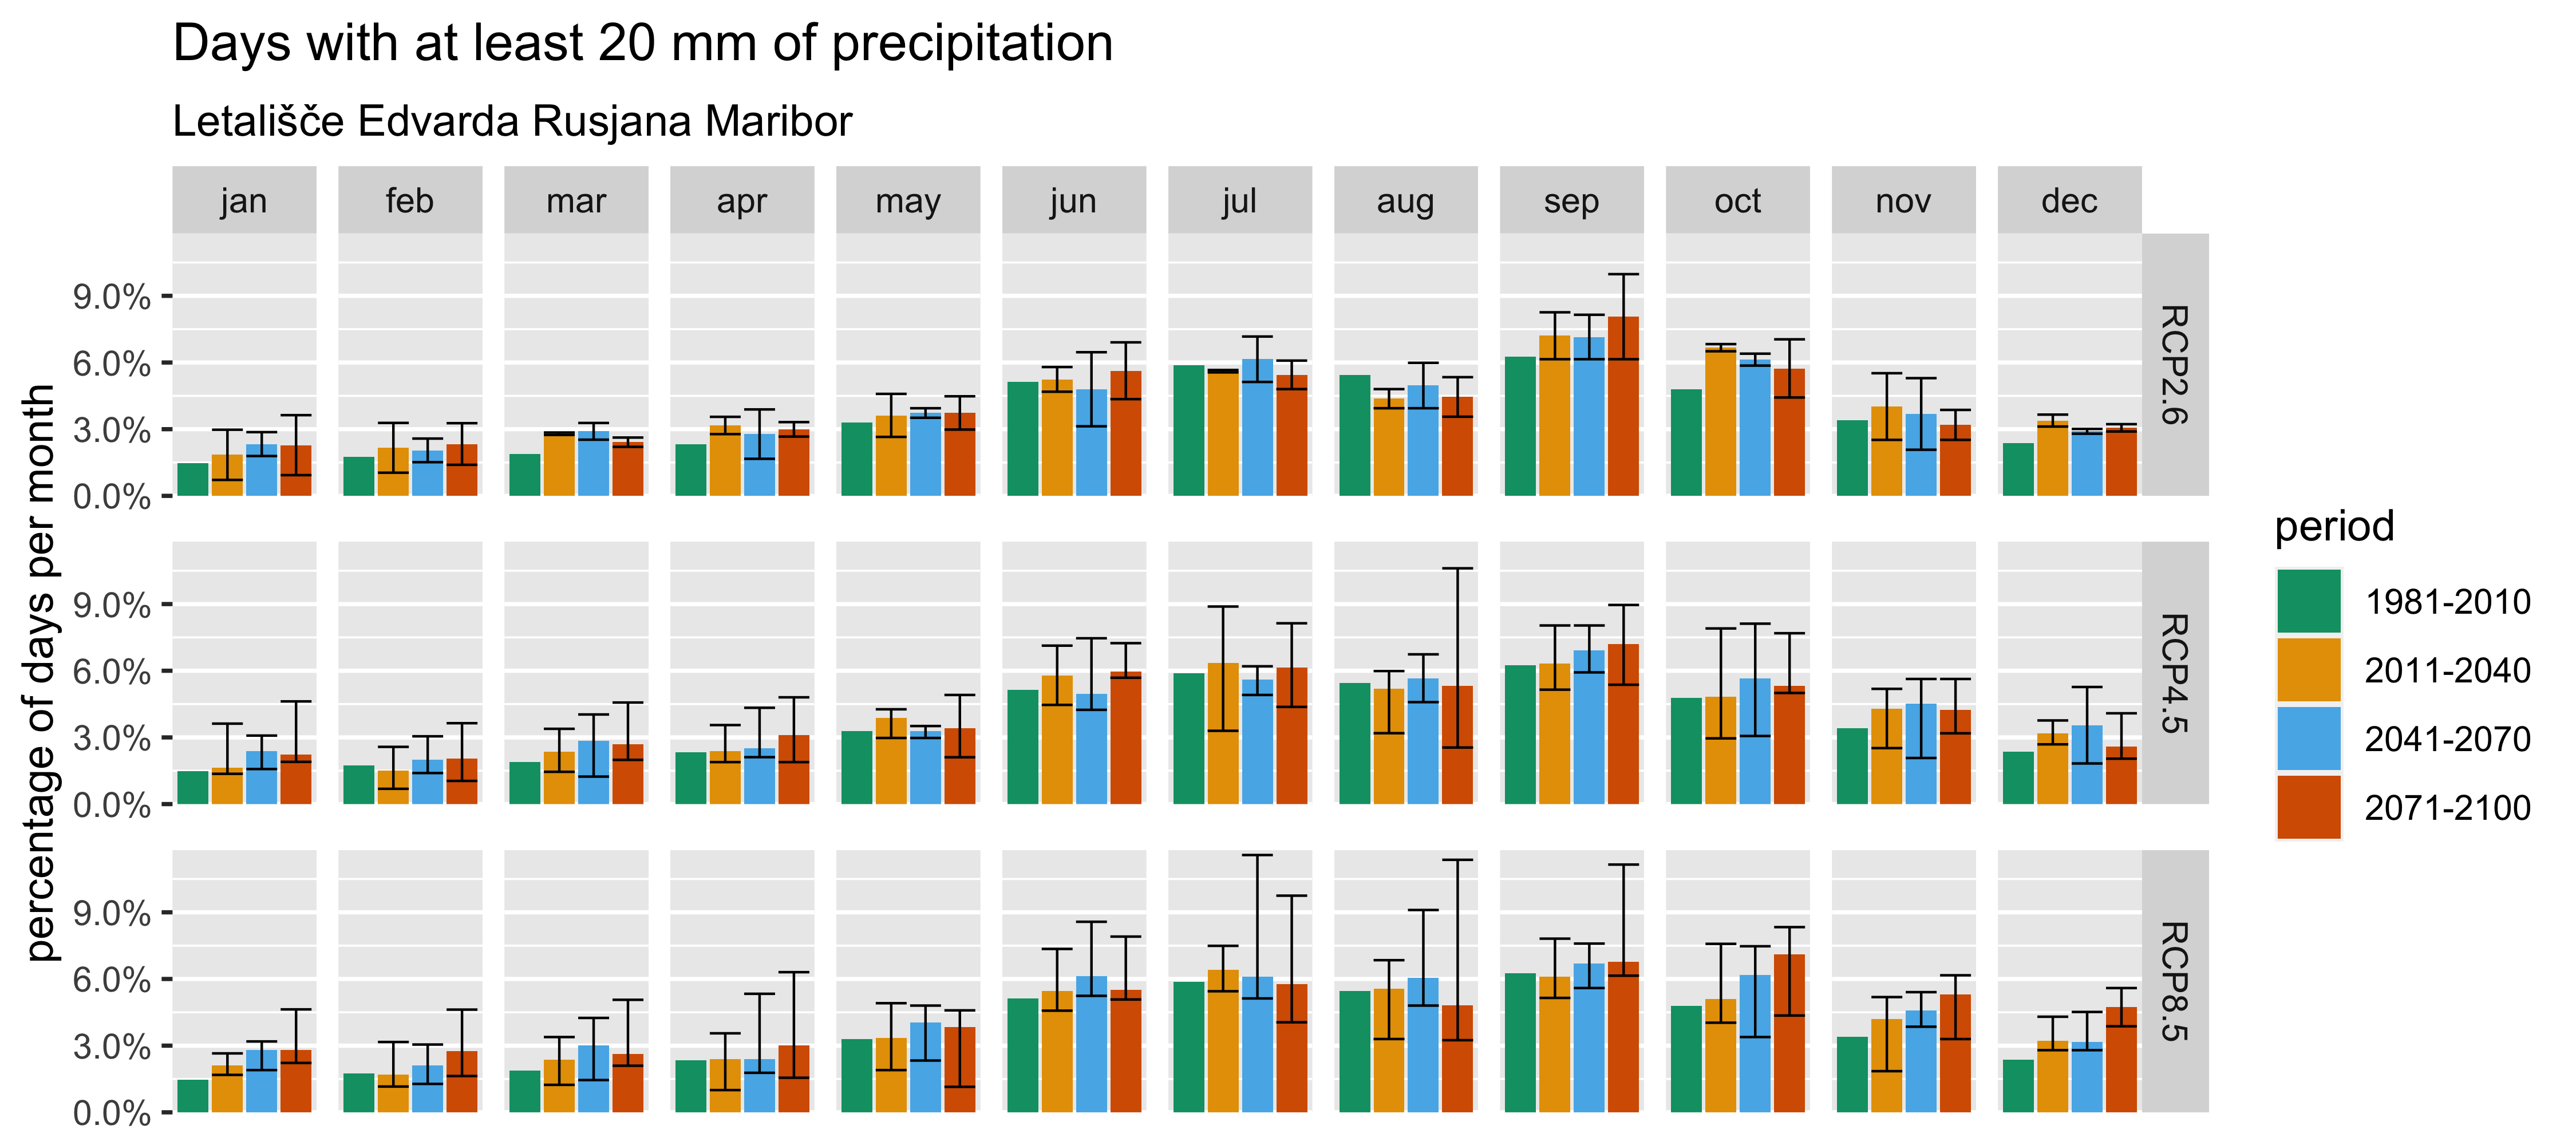 Days with at least 20 mm of precipitation
Letališče Edvarda Rusjana Maribor
jan feb mar apr may jun jul aug sep oct nov dec
percentage of days per month
9.0%
6.0%
3.0%
0.0%
RCP2.6
9.0%
6.0%
3.0%
0.0%
RCP4.5
9.0%
6.0%
3.0%
0.0%
RCP8.5
period
1981-2010
2011-2040
2041-2070
2071-2100